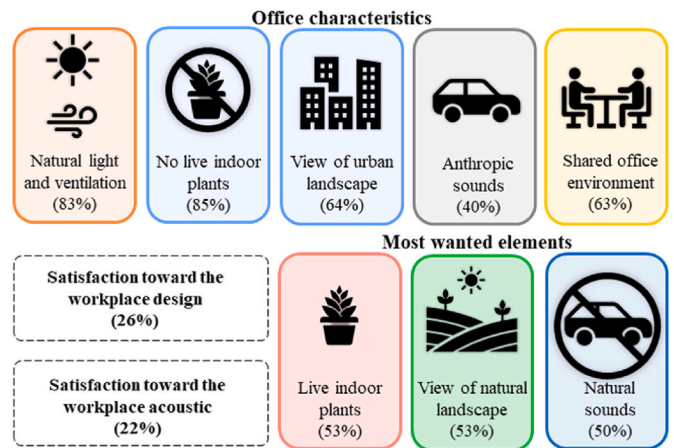 Office characteristics
Natural light
and ventilation
(83%)
No live indoor
plants
(85%)
View of urban
landscape
(64%)
Anthropic
sounds
(40%)
Shared office
environment
(63%)
Most wanted elements
Satisfaction toward the
workplace design
(26%)
Satisfaction toward the
workplace acoustic
(22%)
Live indoor
plants
(53%)
View of natural
landscape
(53%)
Natural
sounds
(50%)